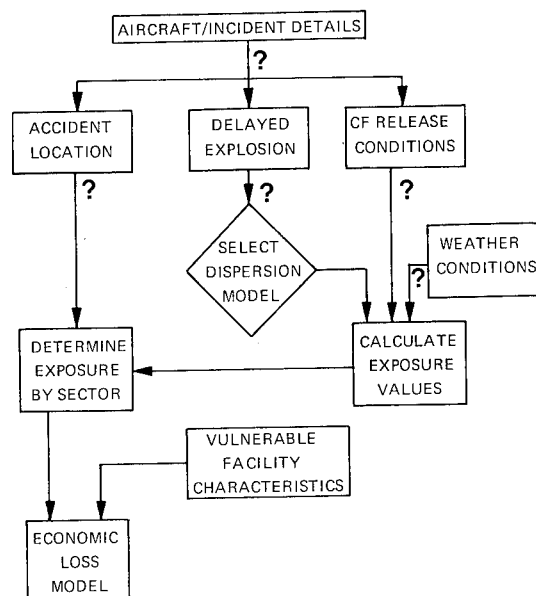 AIRCRAFT/INCIDENT DETAILS
?
ACCIDENT
LOCATION
DELAYED
EXPLOSION
CF RELEASE
CONDITIONS
?
?
?
SELECT
DISPERSION
MODEL
WEATHER
CONDITIONS
?
DETERMINE
EXPOSURE
BY SECTOR
CALCULATE
EXPOSURE
VALUES
VULNERABLE
FACILITY
CHARACTERISTICS
ECONOMIC
LOSS
MODEL